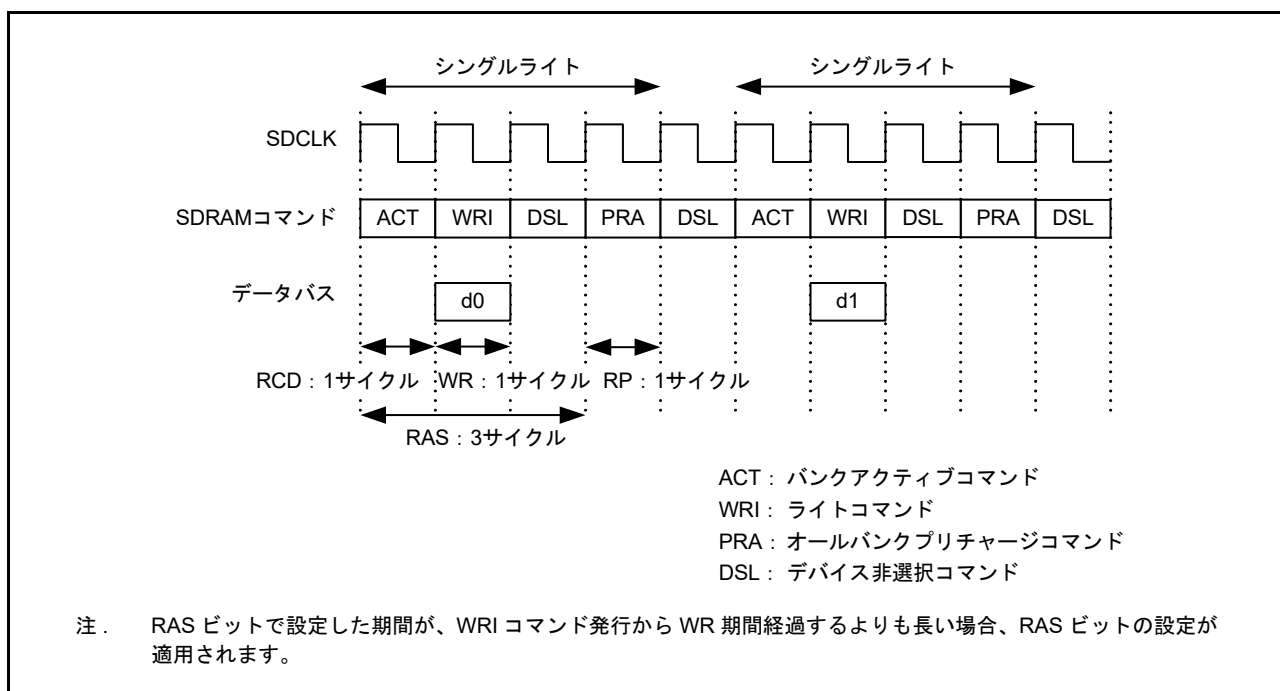 シングルライト シングルライト
SDCLK
SDRAMコマンド ACT WRI DSL PRA DSL ACT WRI DSL PRA DSL
データバス d0 d1
RCD：1サイクル WR：1サイクル RP：1サイクル
RAS：3サイクル
ACT： バンクアクティブコマンド
WRI： ライトコマンド
PRA： オールバンクプリチャージコマンド
DSL： デバイス非選択コマンド
注． RAS ビットで設定した期間が、WRI コマンド発行から WR 期間経過するよりも長い場合、RAS ビットの設定が
適用されます。